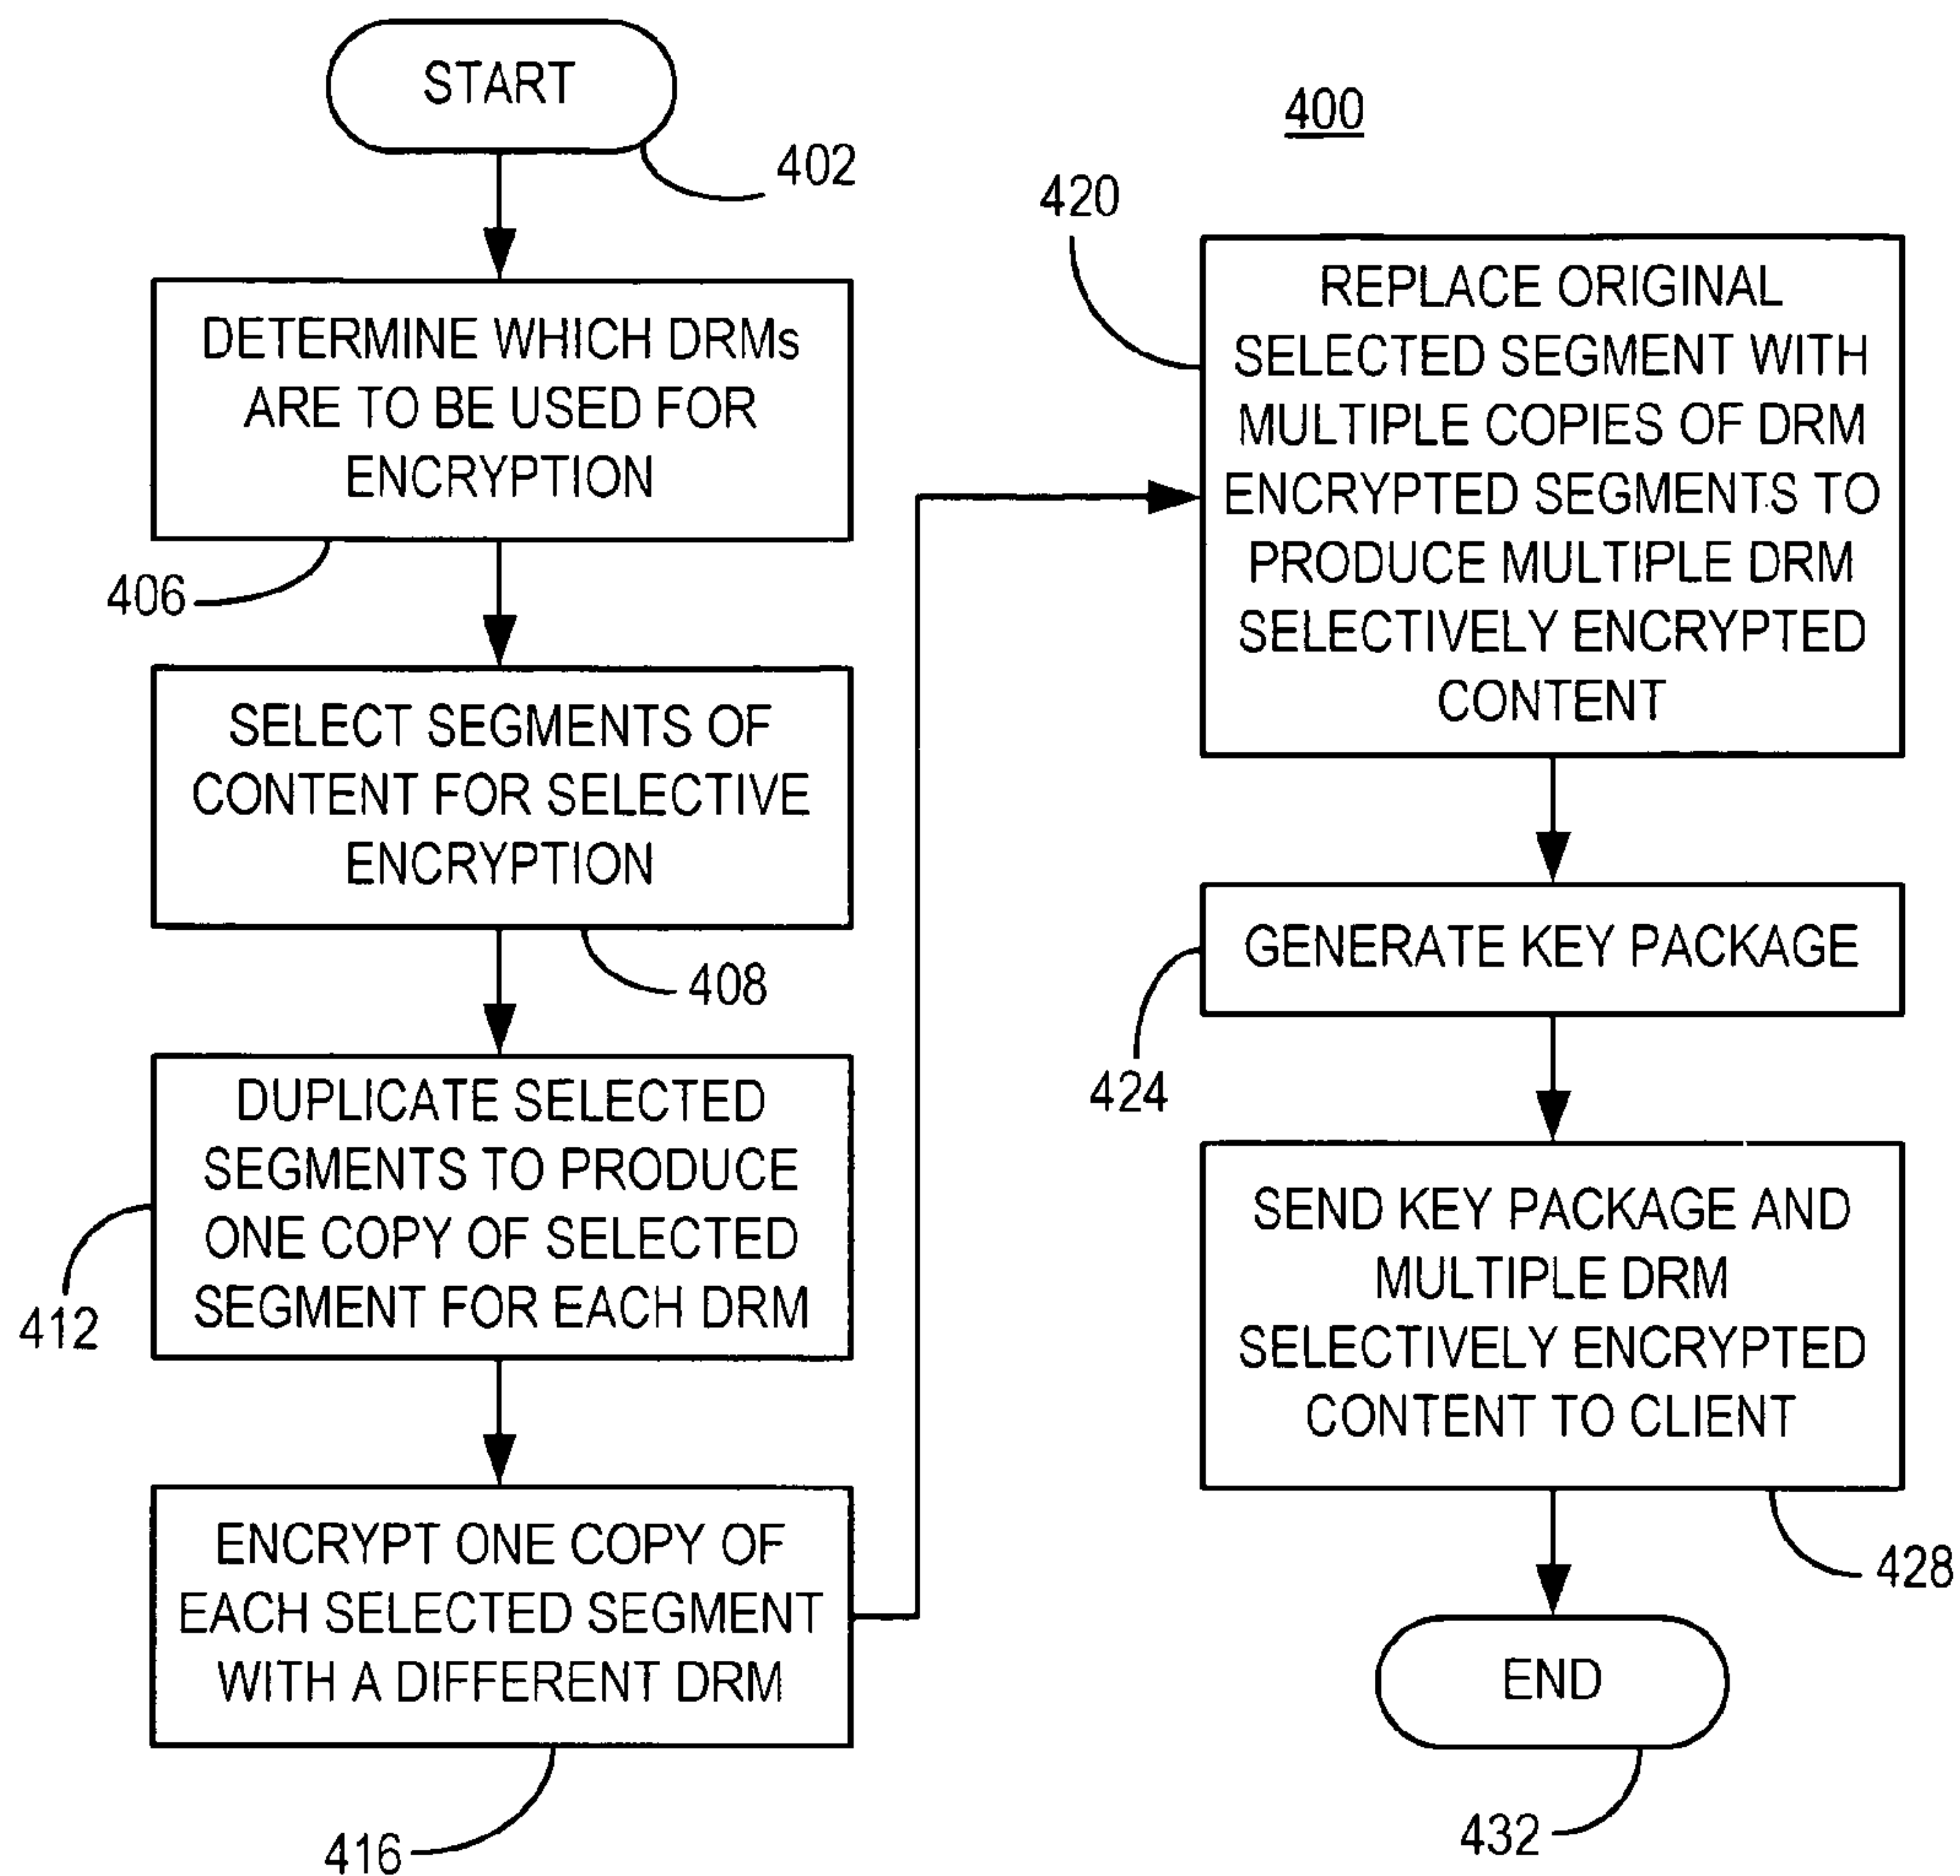 START
402
DETERMINE WHICH DRMs
ARE TO BE USED FOR
ENCRYPTION
406
SELECT SEGMENTS OF
CONTENT FOR SELECTIVE
ENCRYPTION
408
DUPLICATE SELECTED
SEGMENTS TO PRODUCE
ONE COPY OF SELECTED
SEGMENT FOR EACH DRM
412
ENCRYPT ONE COPY OF
EACH SELECTED SEGMENT
WITH A DIFFERENT DRM
416
400
420
REPLACE ORIGINAL
SELECTED SEGMENT WITH
MULTIPLE COPIES OF DRM
ENCRYPTED SEGMENTS TO
PRODUCE MULTIPLE DRM
SELECTIVELY ENCRYPTED
CONTENT
GENERATE KEY PACKAGE
424
SEND KEY PACKAGE AND
MULTIPLE DRM
SELECTIVELY ENCRYPTED
CONTENT TO CLIENT
428
END
432